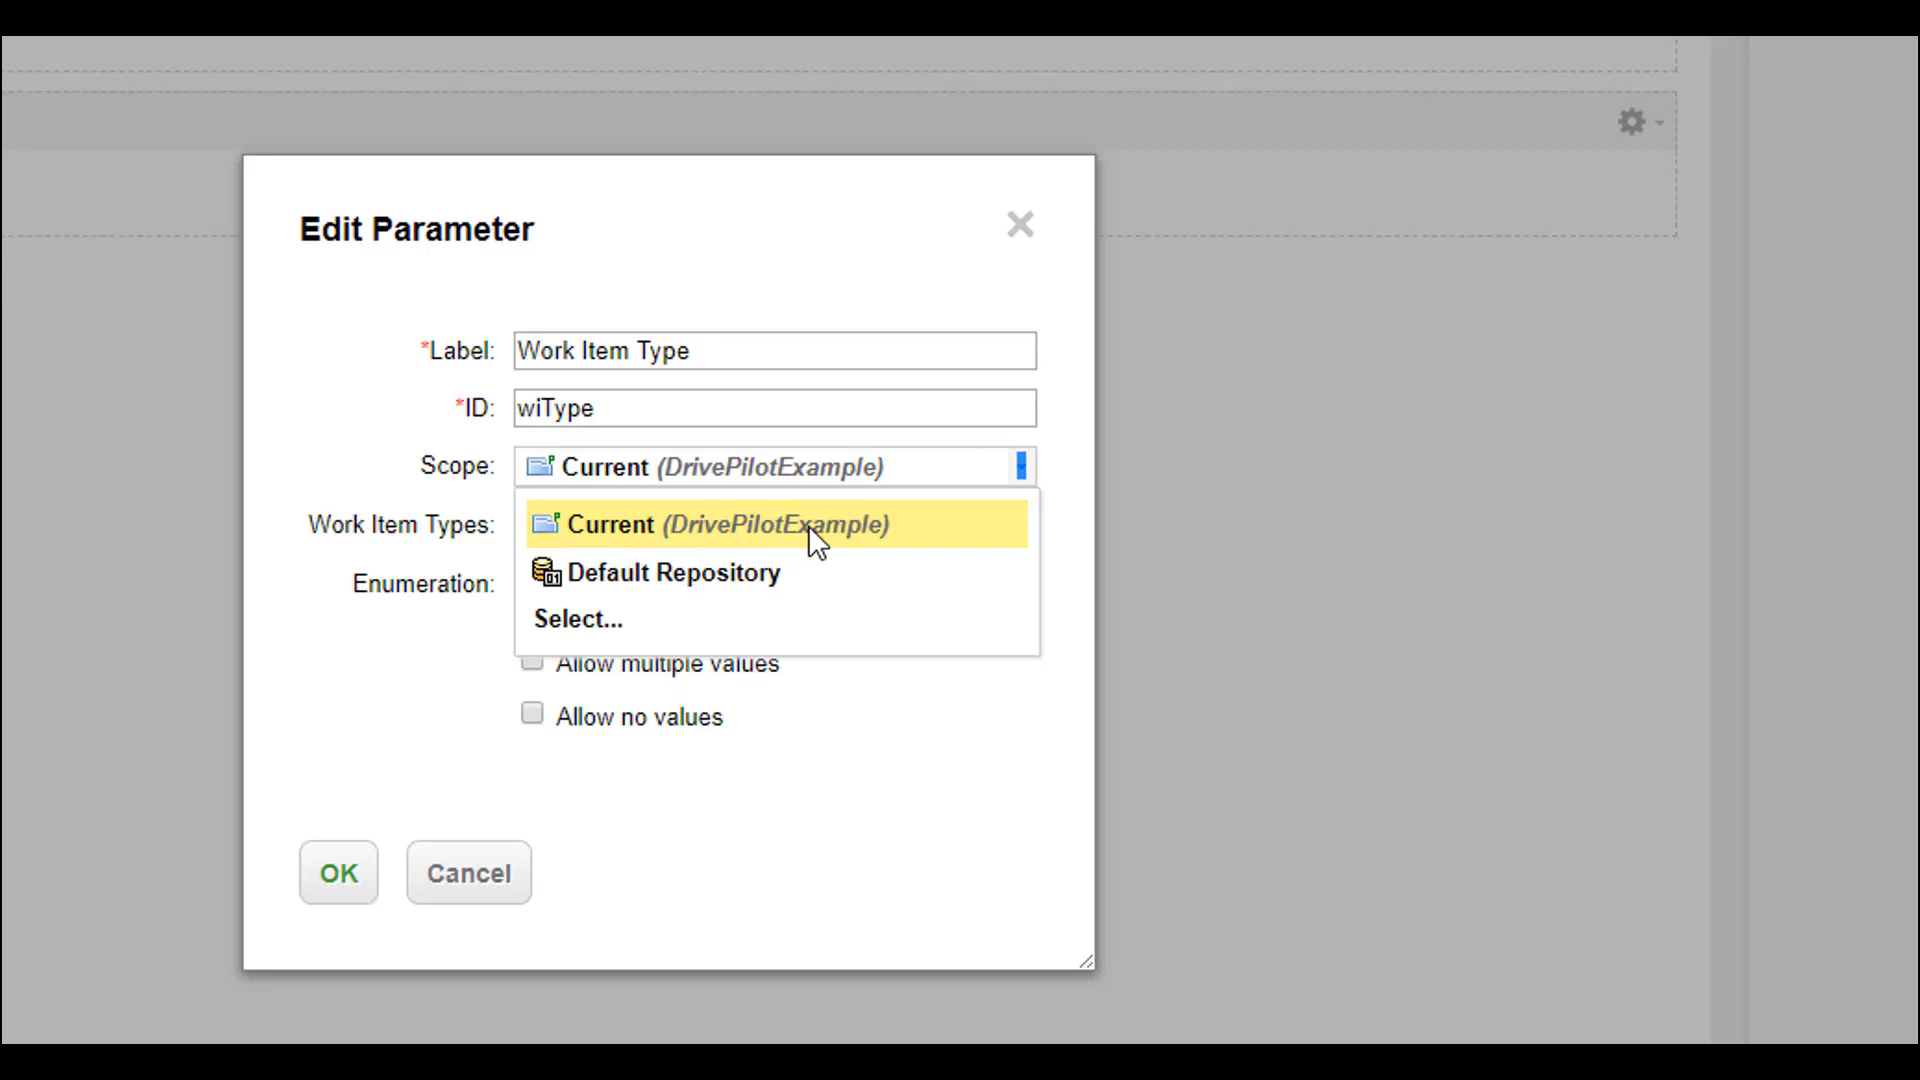 Edit Parameter
*Label: Work Item Type
*ID: wiType
Scope: Current (DrivePilotExample)
Work Item Types: Current (DrivePilotExample)
Default Repository
Enumeration:
Select...
Allow multiple values
Allow no values
OK Cancel